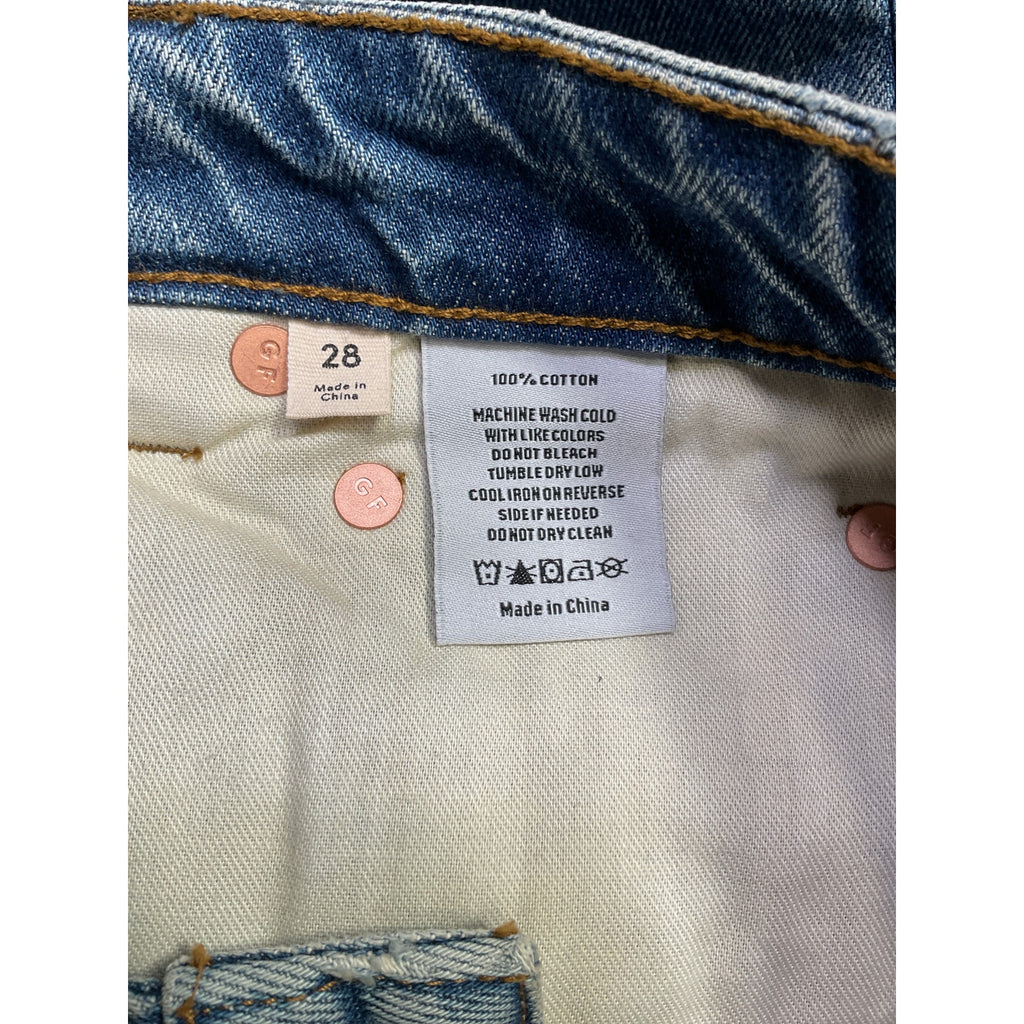 GF
28
Made in
China
GF
100% COTTON
MACHINE WASH COLD
WITH LIKE COLORS
DO NOT BLEACH
TUMBLE DRY LOW
COOL IRON ON REVERSE
SIDE IF NEEDED
DO NOT DRY CLEAN
Made in China